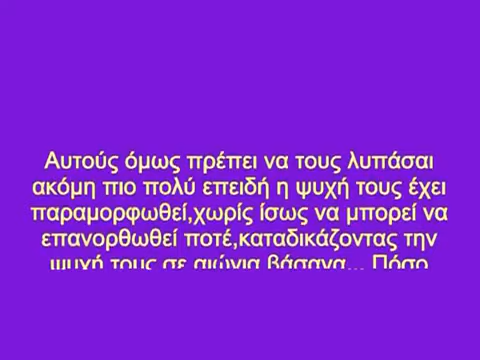 Αυτούς όμως πρέπει να τους λυπάσαι
ακόμη πιο πολύ επειδή η ψυχή τους έχει
παραμορφωθεί,χωρίς ίσως να μπορεί να
επανορθωθεί ποτέ,καταδικάζοντας την
ψυχή τους σε αιώνια βάσανα... Πόσο